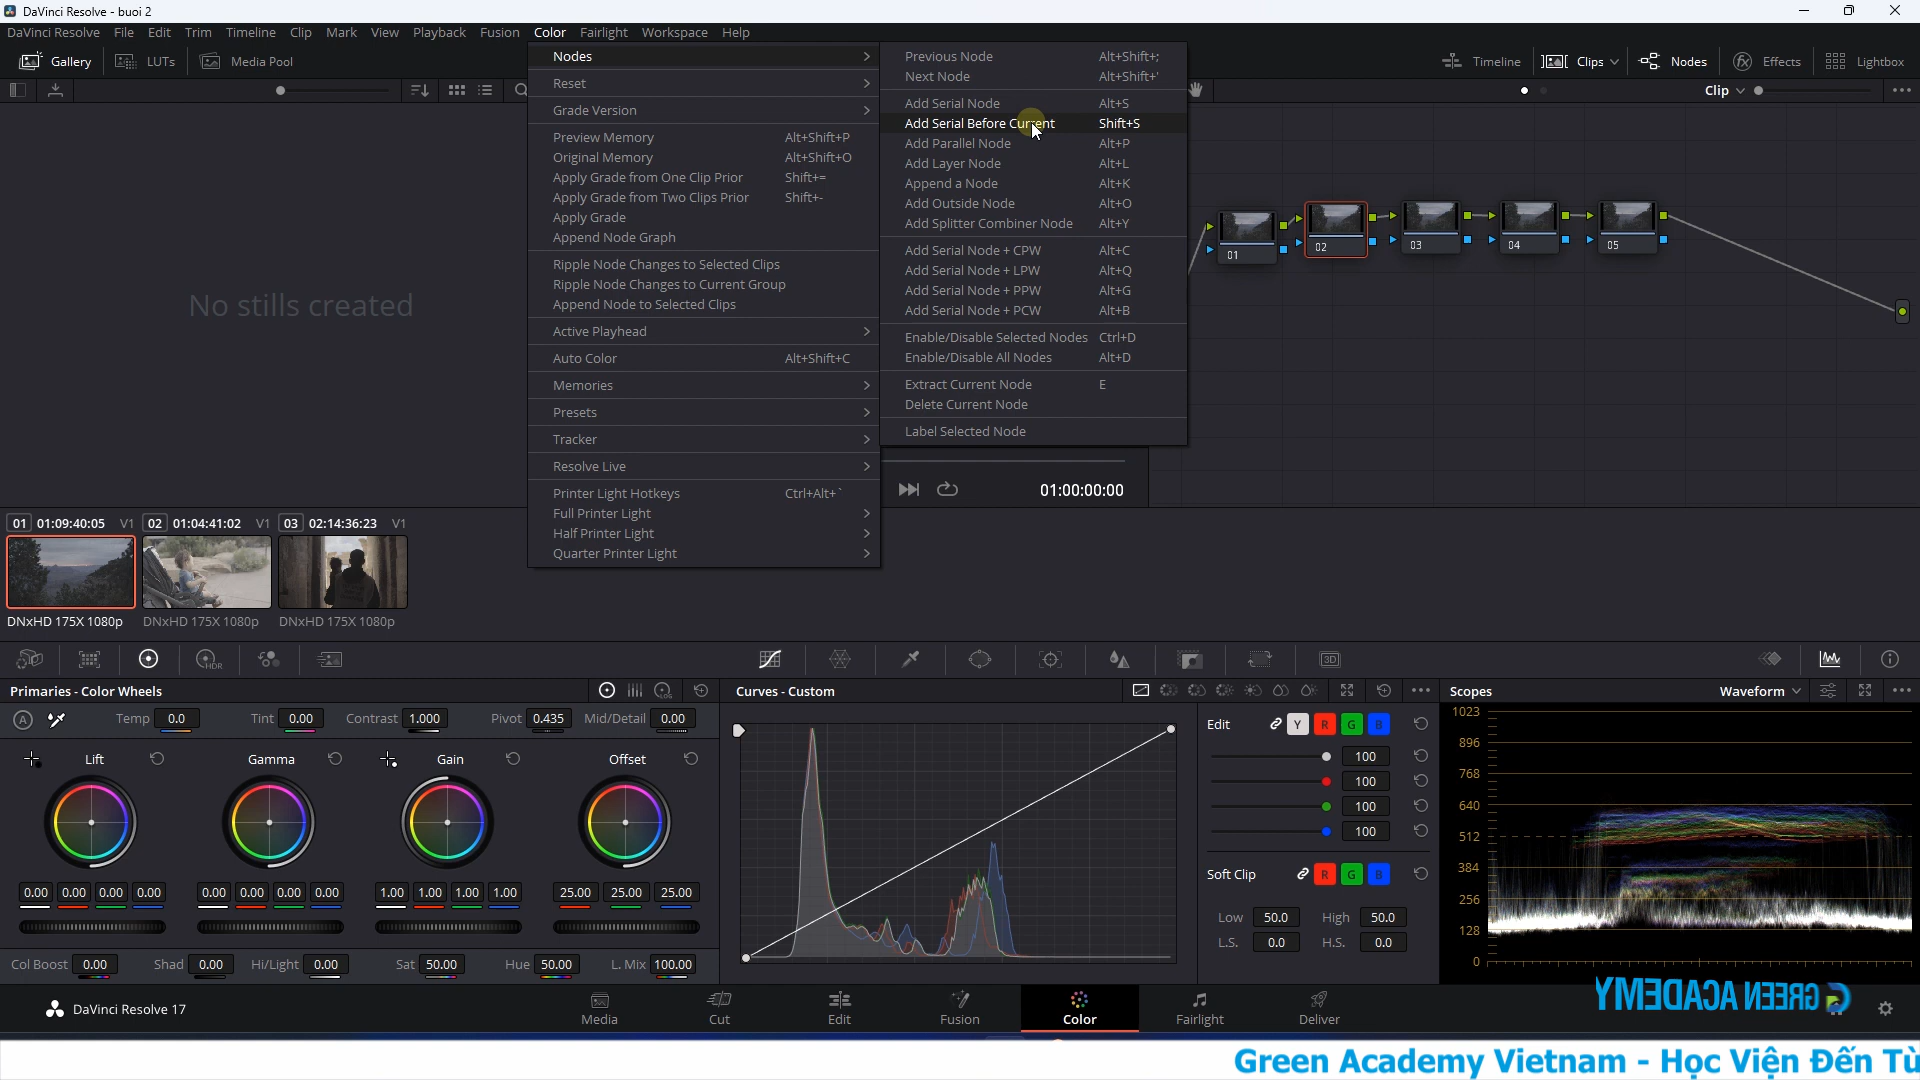 DaVinci Resolve - buoi 2
DaVinci Resolve File Edit Trim Timeline Clip Mark View Playback Fusion Color Fairlight Workspace Help
Gallery LUTs Media Pool
Timeline Clips Nodes Effects Lightbox
Clip
Nodes
Reset
Grade Version
Preview Memory Alt+Shift+P
Original Memory Alt+Shift+O
Apply Grade from One Clip Prior Shift+=
Apply Grade from Two Clips Prior Shift+-
Apply Grade
Append Node Graph
Ripple Node Changes to Selected Clips
Ripple Node Changes to Current Group
Append Node to Selected Clips
Active Playhead
Auto Color Alt+Shift+C
Memories
Presets
Tracker
Resolve Live
Printer Light Hotkeys Ctrl+Alt+`
Full Printer Light
Half Printer Light
Quarter Printer Light
Previous Node Alt+Shift+;
Next Node Alt+Shift+'
Add Serial Node Alt+S
Add Serial Before Current Shift+S
Add Parallel Node Alt+P
Add Layer Node Alt+L
Append a Node Alt+K
Add Outside Node Alt+O
Add Splitter Combiner Node Alt+Y
Add Serial Node + CPW Alt+C
Add Serial Node + LPW Alt+Q
Add Serial Node + PPW Alt+G
Add Serial Node + PCW Alt+B
Enable/Disable Selected Nodes Ctrl+D
Enable/Disable All Nodes Alt+D
Extract Current Node E
Delete Current Node
Label Selected Node
No stills created
01 02 03 04 05
01:00:00:00
01 01:09:40:05 V1 02 01:04:41:02 V1 03 02:14:36:23 V1
DNxHD 175X 1080p DNxHD 175X 1080p DNxHD 175X 1080p
HDR 3D
Primaries - Color Wheels
LOG
A Temp 0.0 Tint 0.00 Contrast 1.000 Pivot 0.435 Mid/Detail 0.00
Lift Gamma Gain Offset
0.00 0.00 0.00 0.00 0.00 0.00 0.00 0.00 1.00 1.00 1.00 1.00 25.00 25.00 25.00
Col Boost 0.00 Shad 0.00 Hi/Light 0.00 Sat 50.00 Hue 50.00 L. Mix 100.00
Curves - Custom
Edit Y R G B
100
100
100
100
Soft Clip R G B
Low 50.0 High 50.0
L.S. 0.0 H.S. 0.0
Scopes Waveform
1023
896
768
640
512
384
256
128
0
GREEN ACADEMY
DaVinci Resolve 17
Media Cut Edit Fusion Color Fairlight Deliver
Green Academy Vietnam - Học Viện Đến Từ